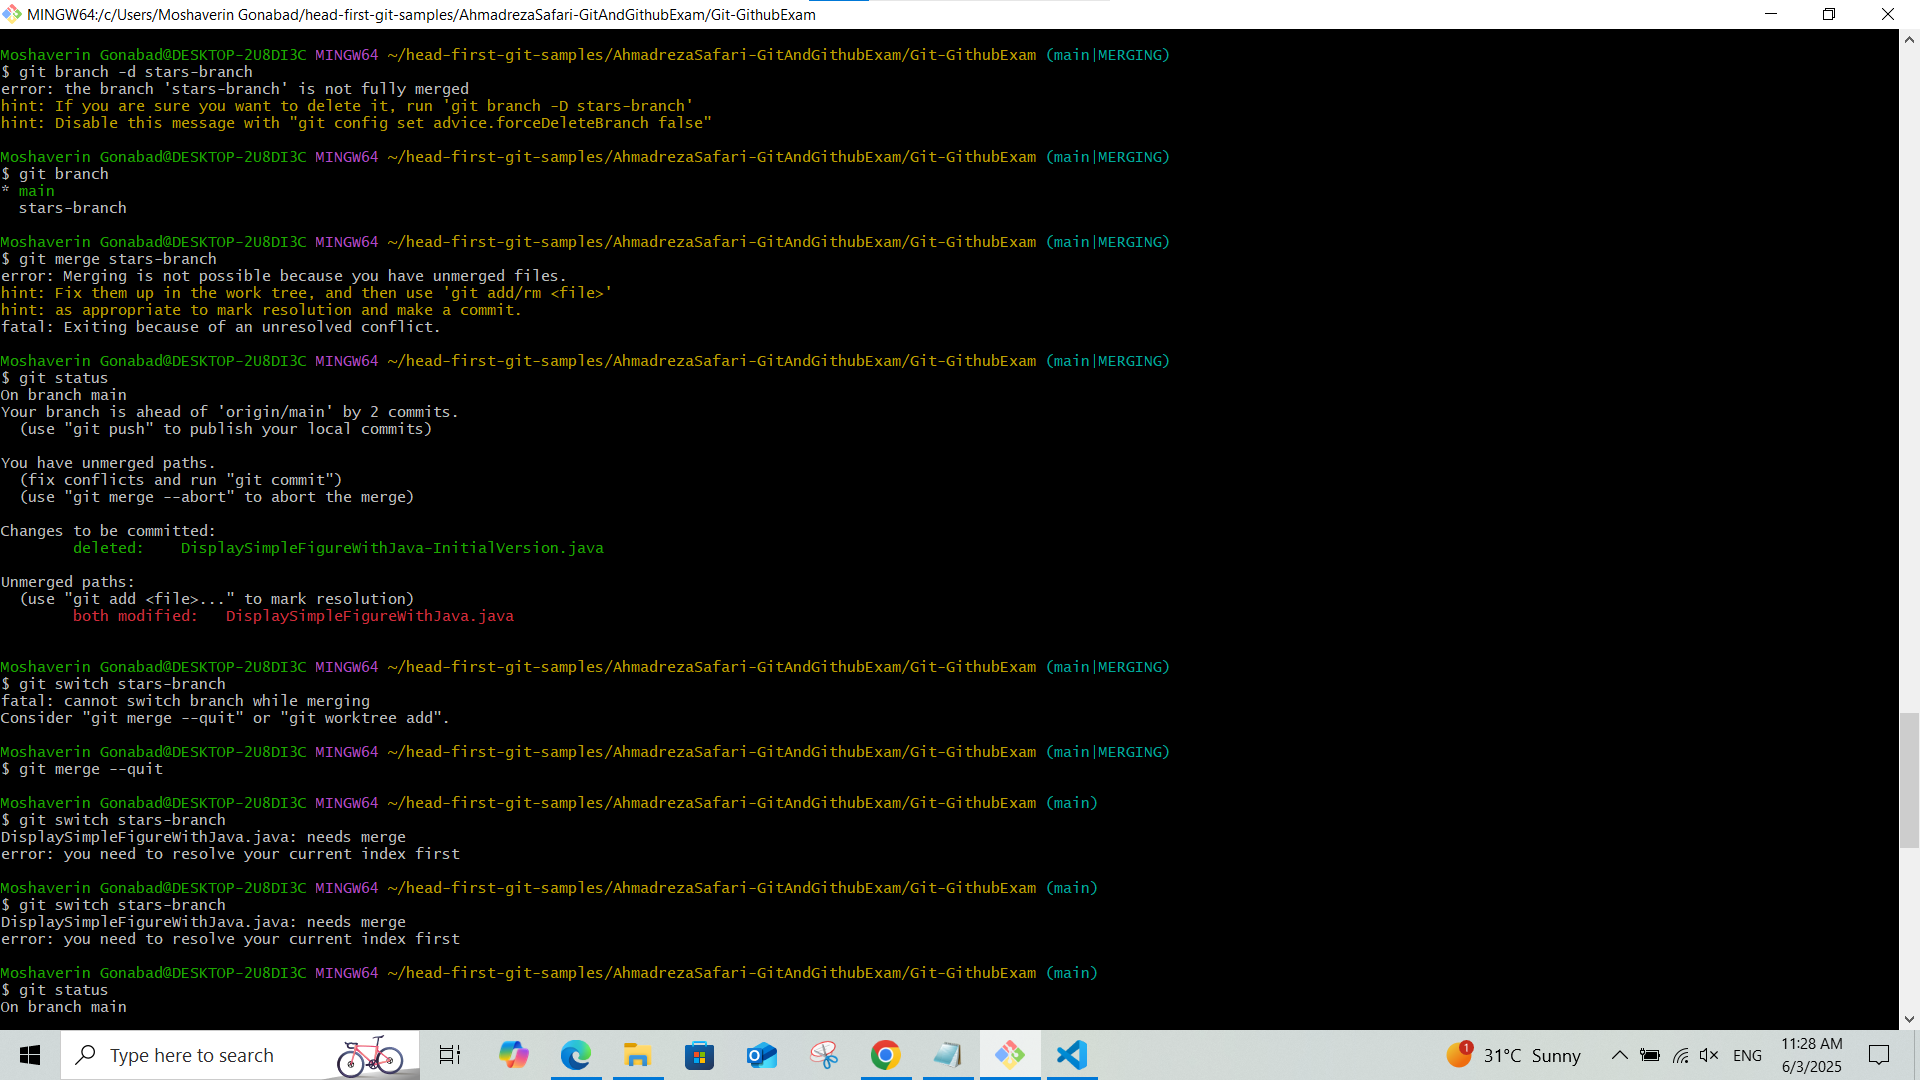 MINGW64:/c/Users/Moshaverin Gonabad/head-first-git-samples/AhmadrezaSafari-GitAndGithubExam/Git-GithubExam
Moshaverin Gonabad@DESKTOP-2U8DI3C MINGW64 ~/head-first-git-samples/AhmadrezaSafari-GitAndGithubExam/Git-GithubExam (main|MERGING)
$ git branch -d stars-branch
error: the branch 'stars-branch' is not fully merged
hint: If you are sure you want to delete it, run 'git branch -D stars-branch'
hint: Disable this message with "git config set advice.forceDeleteBranch false"
Moshaverin Gonabad@DESKTOP-2U8DI3C MINGW64 ~/head-first-git-samples/AhmadrezaSafari-GitAndGithubExam/Git-GithubExam (main|MERGING)
$ git branch
* main
stars-branch
Moshaverin Gonabad@DESKTOP-2U8DI3C MINGW64 ~/head-first-git-samples/AhmadrezaSafari-GitAndGithubExam/Git-GithubExam (main|MERGING)
$ git merge stars-branch
error: Merging is not possible because you have unmerged files.
hint: Fix them up in the work tree, and then use 'git add/rm <file>'
hint: as appropriate to mark resolution and make a commit.
fatal: Exiting because of an unresolved conflict.
Moshaverin Gonabad@DESKTOP-2U8DI3C MINGW64 ~/head-first-git-samples/AhmadrezaSafari-GitAndGithubExam/Git-GithubExam (main|MERGING)
$ git status
On branch main
Your branch is ahead of 'origin/main' by 2 commits.
(use "git push" to publish your local commits)
You have unmerged paths.
(fix conflicts and run "git commit")
(use "git merge --abort" to abort the merge)
Changes to be committed:
deleted: DisplaySimpleFigureWithJava-InitialVersion.java
Unmerged paths:
(use "git add <file>..." to mark resolution)
both modified: DisplaySimpleFigureWithJava.java
Moshaverin Gonabad@DESKTOP-2U8DI3C MINGW64 ~/head-first-git-samples/AhmadrezaSafari-GitAndGithubExam/Git-GithubExam (main|MERGING)
$ git switch stars-branch
fatal: cannot switch branch while merging
Consider "git merge --quit" or "git worktree add".
Moshaverin Gonabad@DESKTOP-2U8DI3C MINGW64 ~/head-first-git-samples/AhmadrezaSafari-GitAndGithubExam/Git-GithubExam (main|MERGING)
$ git merge --quit
Moshaverin Gonabad@DESKTOP-2U8DI3C MINGW64 ~/head-first-git-samples/AhmadrezaSafari-GitAndGithubExam/Git-GithubExam (main)
$ git switch stars-branch
DisplaySimpleFigureWithJava.java: needs merge
error: you need to resolve your current index first
Moshaverin Gonabad@DESKTOP-2U8DI3C MINGW64 ~/head-first-git-samples/AhmadrezaSafari-GitAndGithubExam/Git-GithubExam (main)
$ git switch stars-branch
DisplaySimpleFigureWithJava.java: needs merge
error: you need to resolve your current index first
Moshaverin Gonabad@DESKTOP-2U8DI3C MINGW64 ~/head-first-git-samples/AhmadrezaSafari-GitAndGithubExam/Git-GithubExam (main)
$ git status
On branch main
Type here to search
1
31°C Sunny
ENG
11:28 AM
6/3/2025